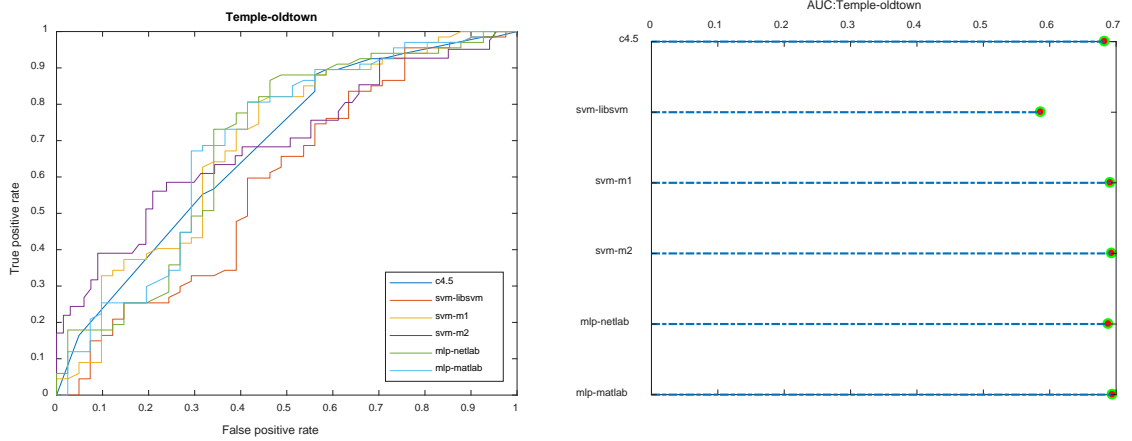 Temple-oldtown
1
0.9
0.8
0.7
0.6
0.5
0.4
0.3
0.2
0.1
0
True positive rate
c4.5
svm-libsvm
svm-m1
svm-m2
mlp-netlab
mlp-matlab
0 0.1 0.2 0.3 0.4 0.5 0.6 0.7 0.8 0.9 1
False positive rate
AUC:Temple-oldtown
0 0.1 0.2 0.3 0.4 0.5 0.6 0.7
c4.5
svm-libsvm
svm-m1
svm-m2
mlp-netlab
mlp-matlab